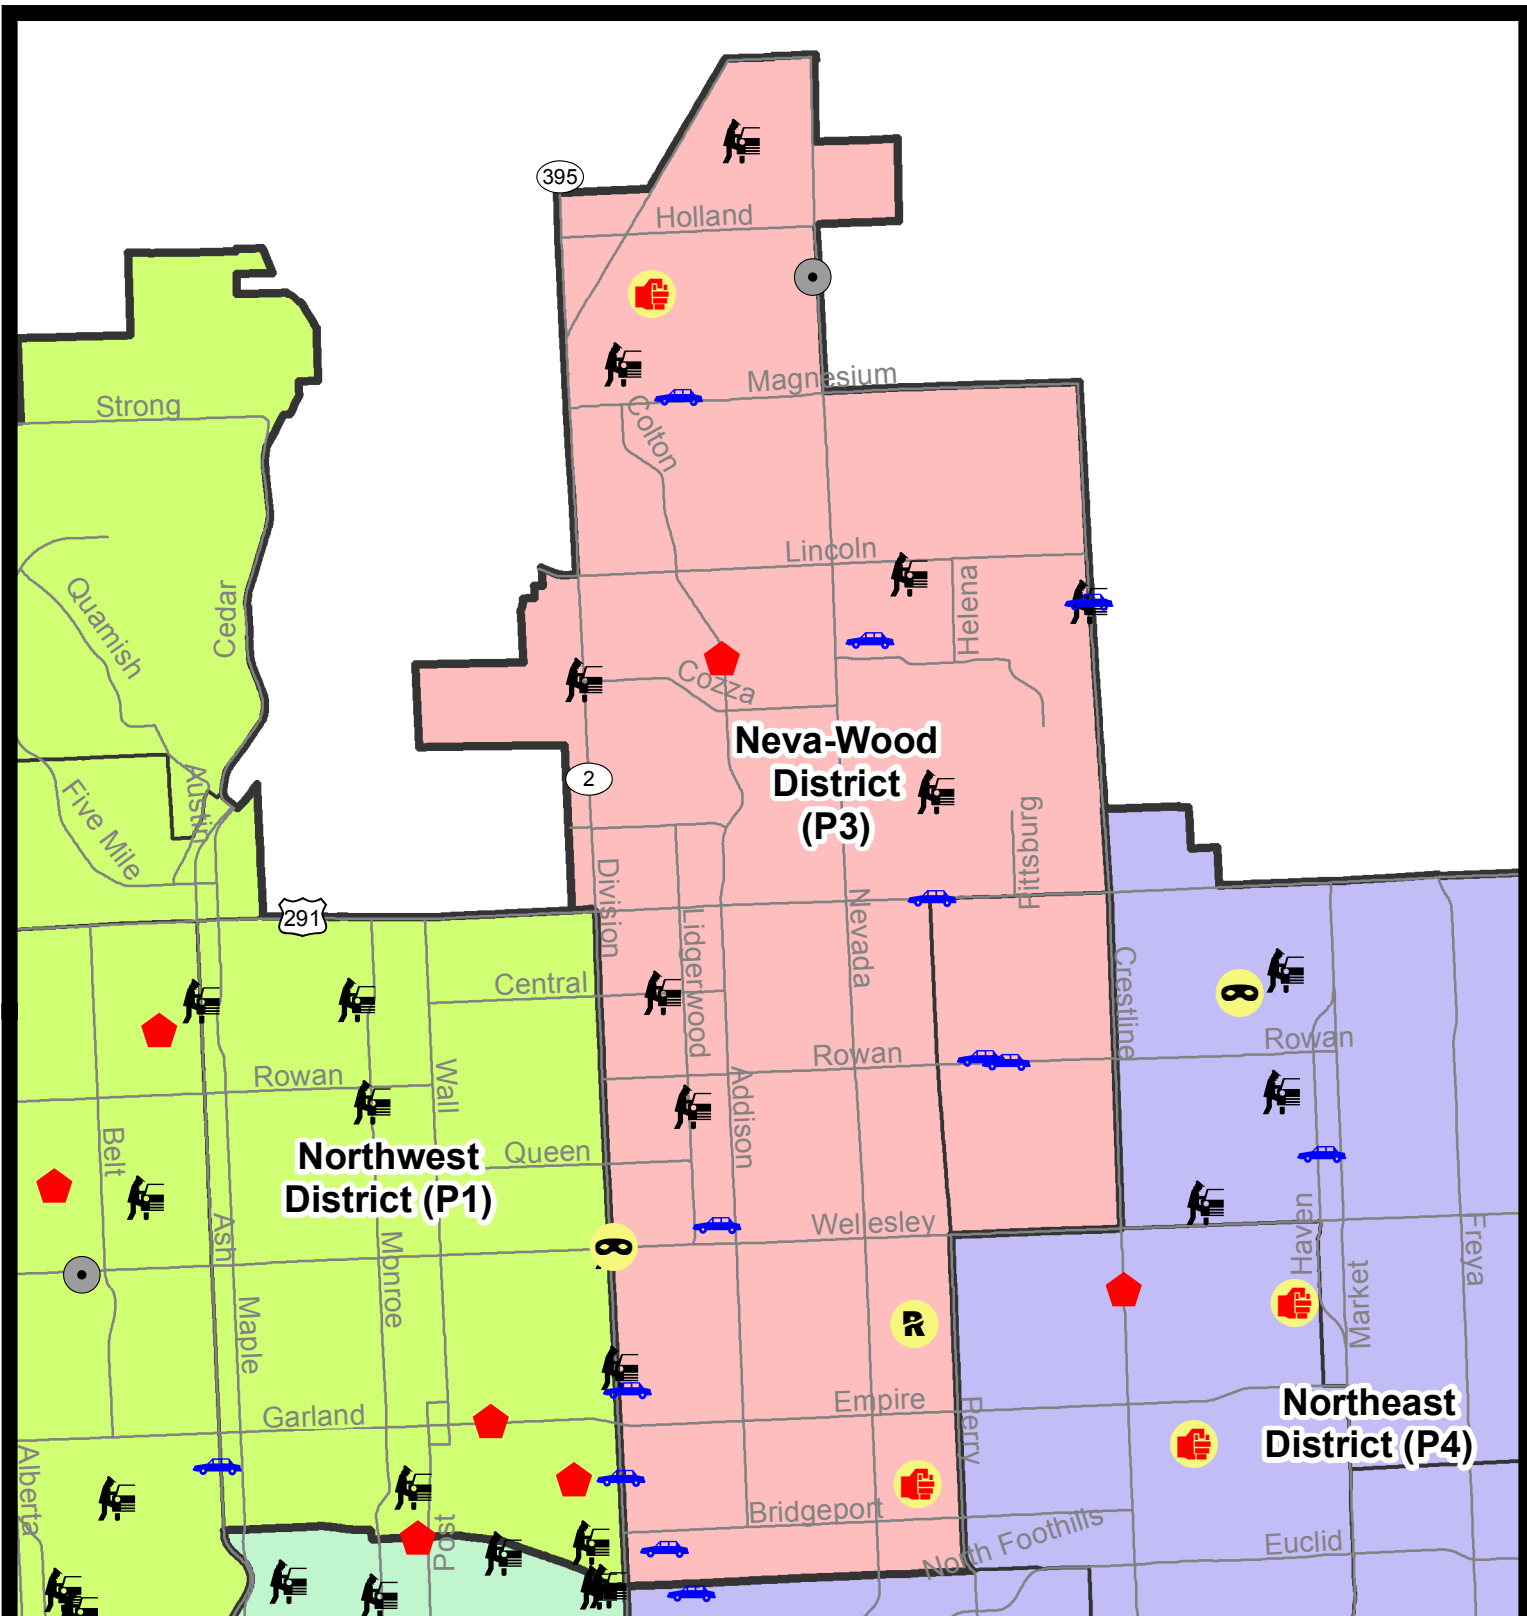 395
Holland
Magnesium
Strong
Colton
Lincoln
Helena
Quamish
Cedar
Cozza
Neva-Wood
District
(P3)
2
Austin
Five Mile
Pittsburg
Division
Nevada
291
Lidgerwood
Central
Crestline
Rowan
Rowan
Rowan
Wall
Addison
Belt
Northwest
District (P1)
Queen
Wellesley
Ash
Monroe
Haven
Freya
Market
Maple
Empire
Perry
Garland
Northeast
District (P4)
Alberta
Bridgeport
Post
North Foothills
Euclid
R